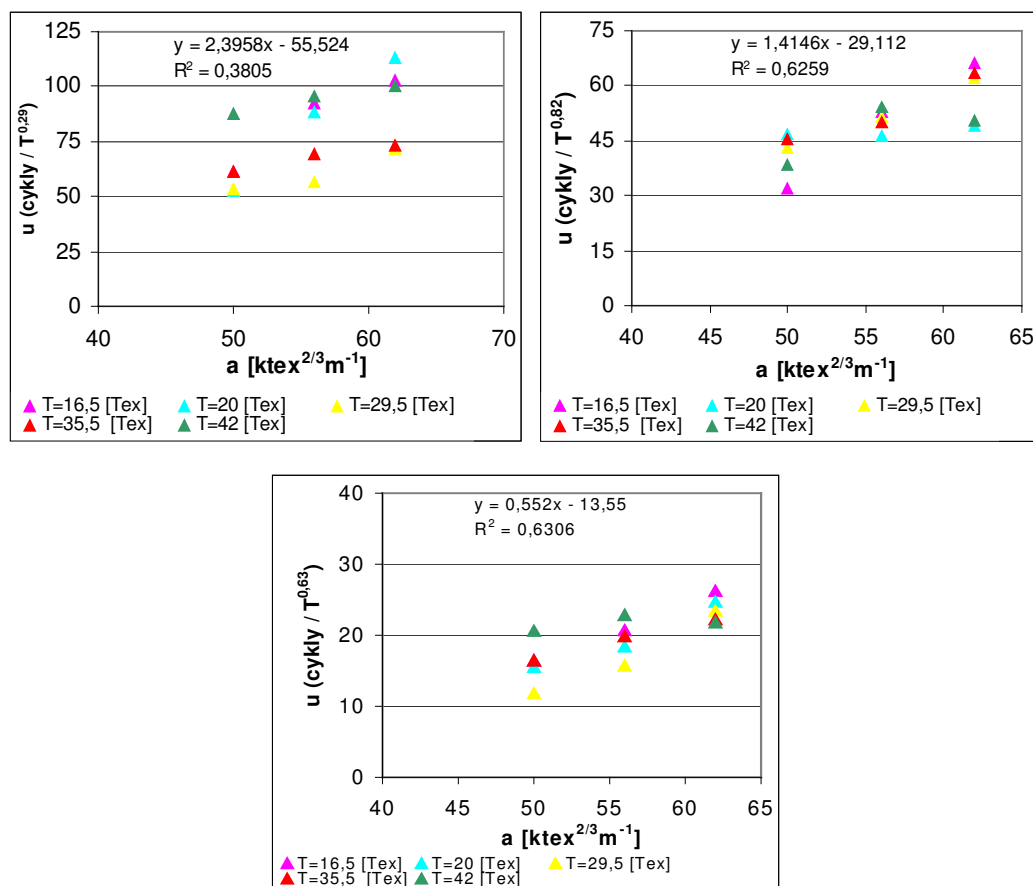 y = 2,3958x - 55,524
R² = 0,3805
125
100
75
50
25
0
u (cykly / T^0,29)
40 50 60 70
a [ktex^2/3 m^-1]
T=16,5 [Tex] T=20 [Tex] T=29,5 [Tex]
T=35,5 [Tex] T=42 [Tex]
y = 1,4146x - 29,112
R² = 0,6259
75
60
45
30
15
0
u (cykly / T^0,82)
40 45 50 55 60 65
a [ktex^2/3 m^-1]
T=16,5 [Tex] T=20 [Tex] T=29,5 [Tex]
T=35,5 [Tex] T=42 [Tex]
y = 0,552x - 13,55
R² = 0,6306
40
30
20
10
0
u (cykly / T^0,63)
40 45 50 55 60 65
a [ktex^2/3 m^-1]
T=16,5 [Tex] T=20 [Tex] T=29,5 [Tex]
T=35,5 [Tex] T=42 [Tex]